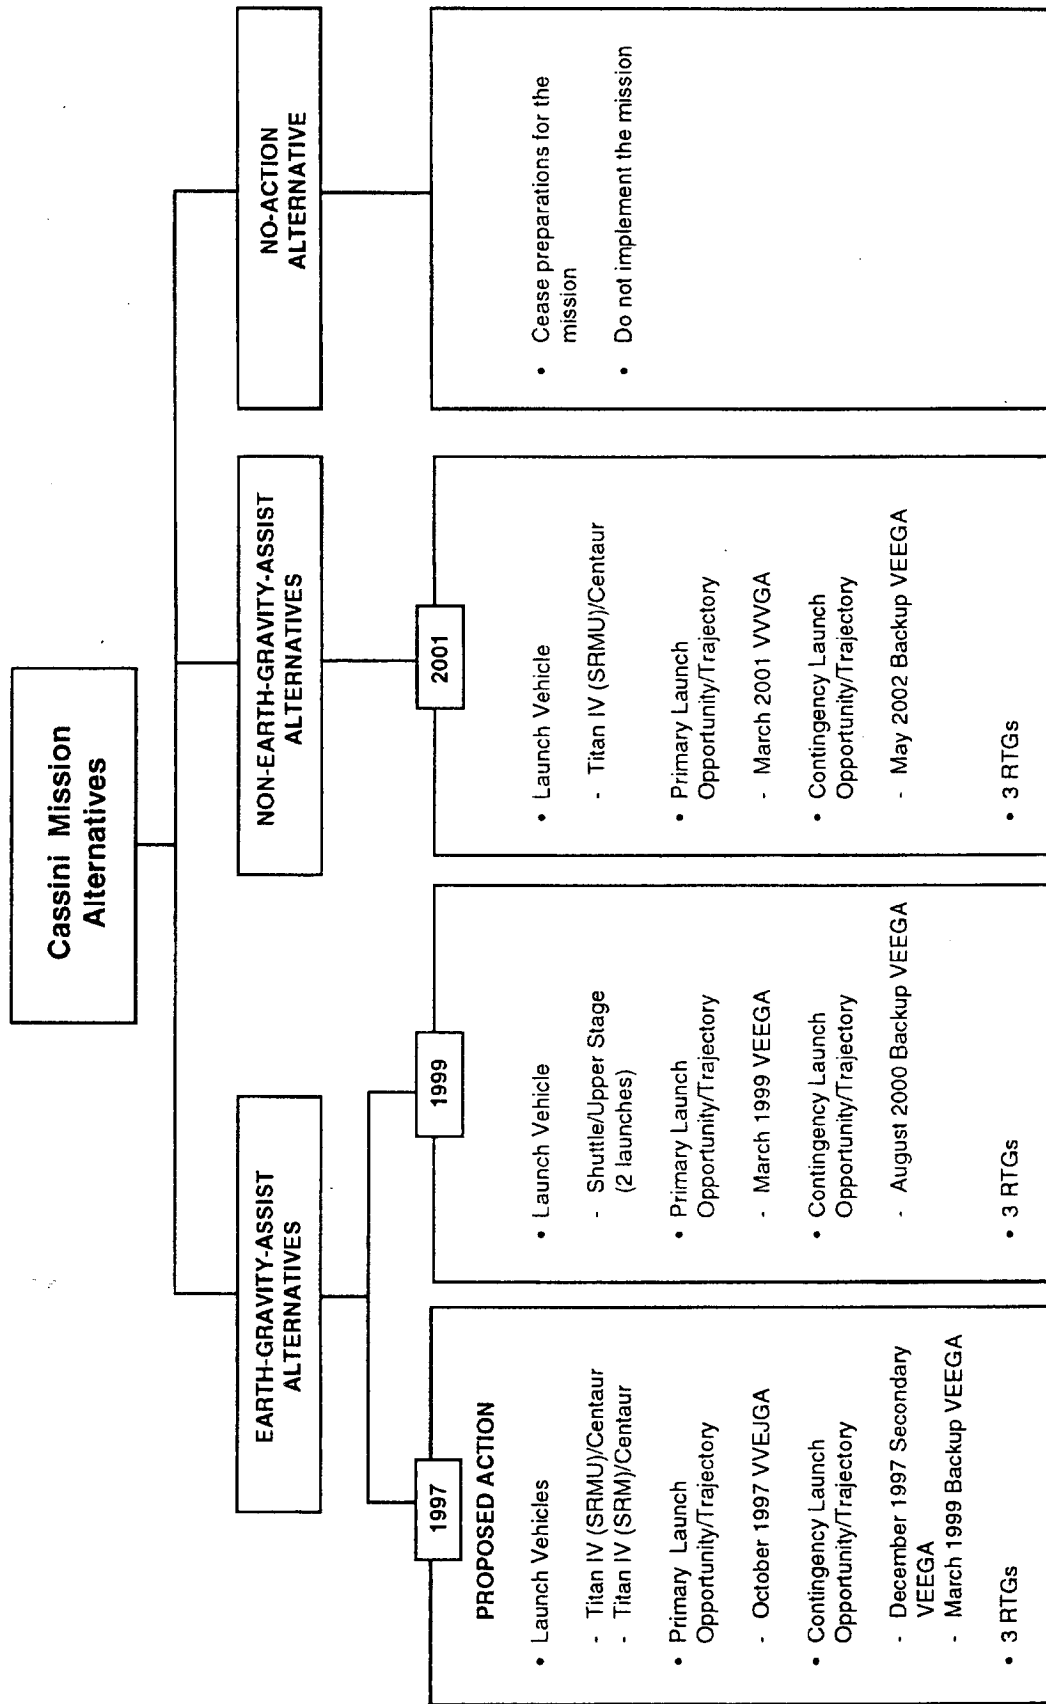 Cassini Mission
Alternatives
EARTH-GRAVITY-ASSIST
ALTERNATIVES
NON-EARTH-GRAVITY-ASSIST
ALTERNATIVES
NO-ACTION
ALTERNATIVE
1997
PROPOSED ACTION
• Launch Vehicles
- Titan IV (SRMU)/Centaur
- Titan IV (SRM)/Centaur
• Primary Launch
Opportunity/Trajectory
- October 1997 VVEJGA
• Contingency Launch
Opportunity/Trajectory
- December 1997 Secondary
VEEGA
- March 1999 Backup VEEGA
• 3 RTGs
1999
• Launch Vehicle
- Shuttle/Upper Stage
(2 launches)
• Primary Launch
Opportunity/Trajectory
- March 1999 VEEGA
• Contingency Launch
Opportunity/Trajectory
- August 2000 Backup VEEGA
• 3 RTGs
2001
• Launch Vehicle
- Titan IV (SRMU)/Centaur
• Primary Launch
Opportunity/Trajectory
- March 2001 VVVGA
• Contingency Launch
Opportunity/Trajectory
- May 2002 Backup VEEGA
• 3 RTGs
• Cease preparations for the
mission
• Do not implement the mission